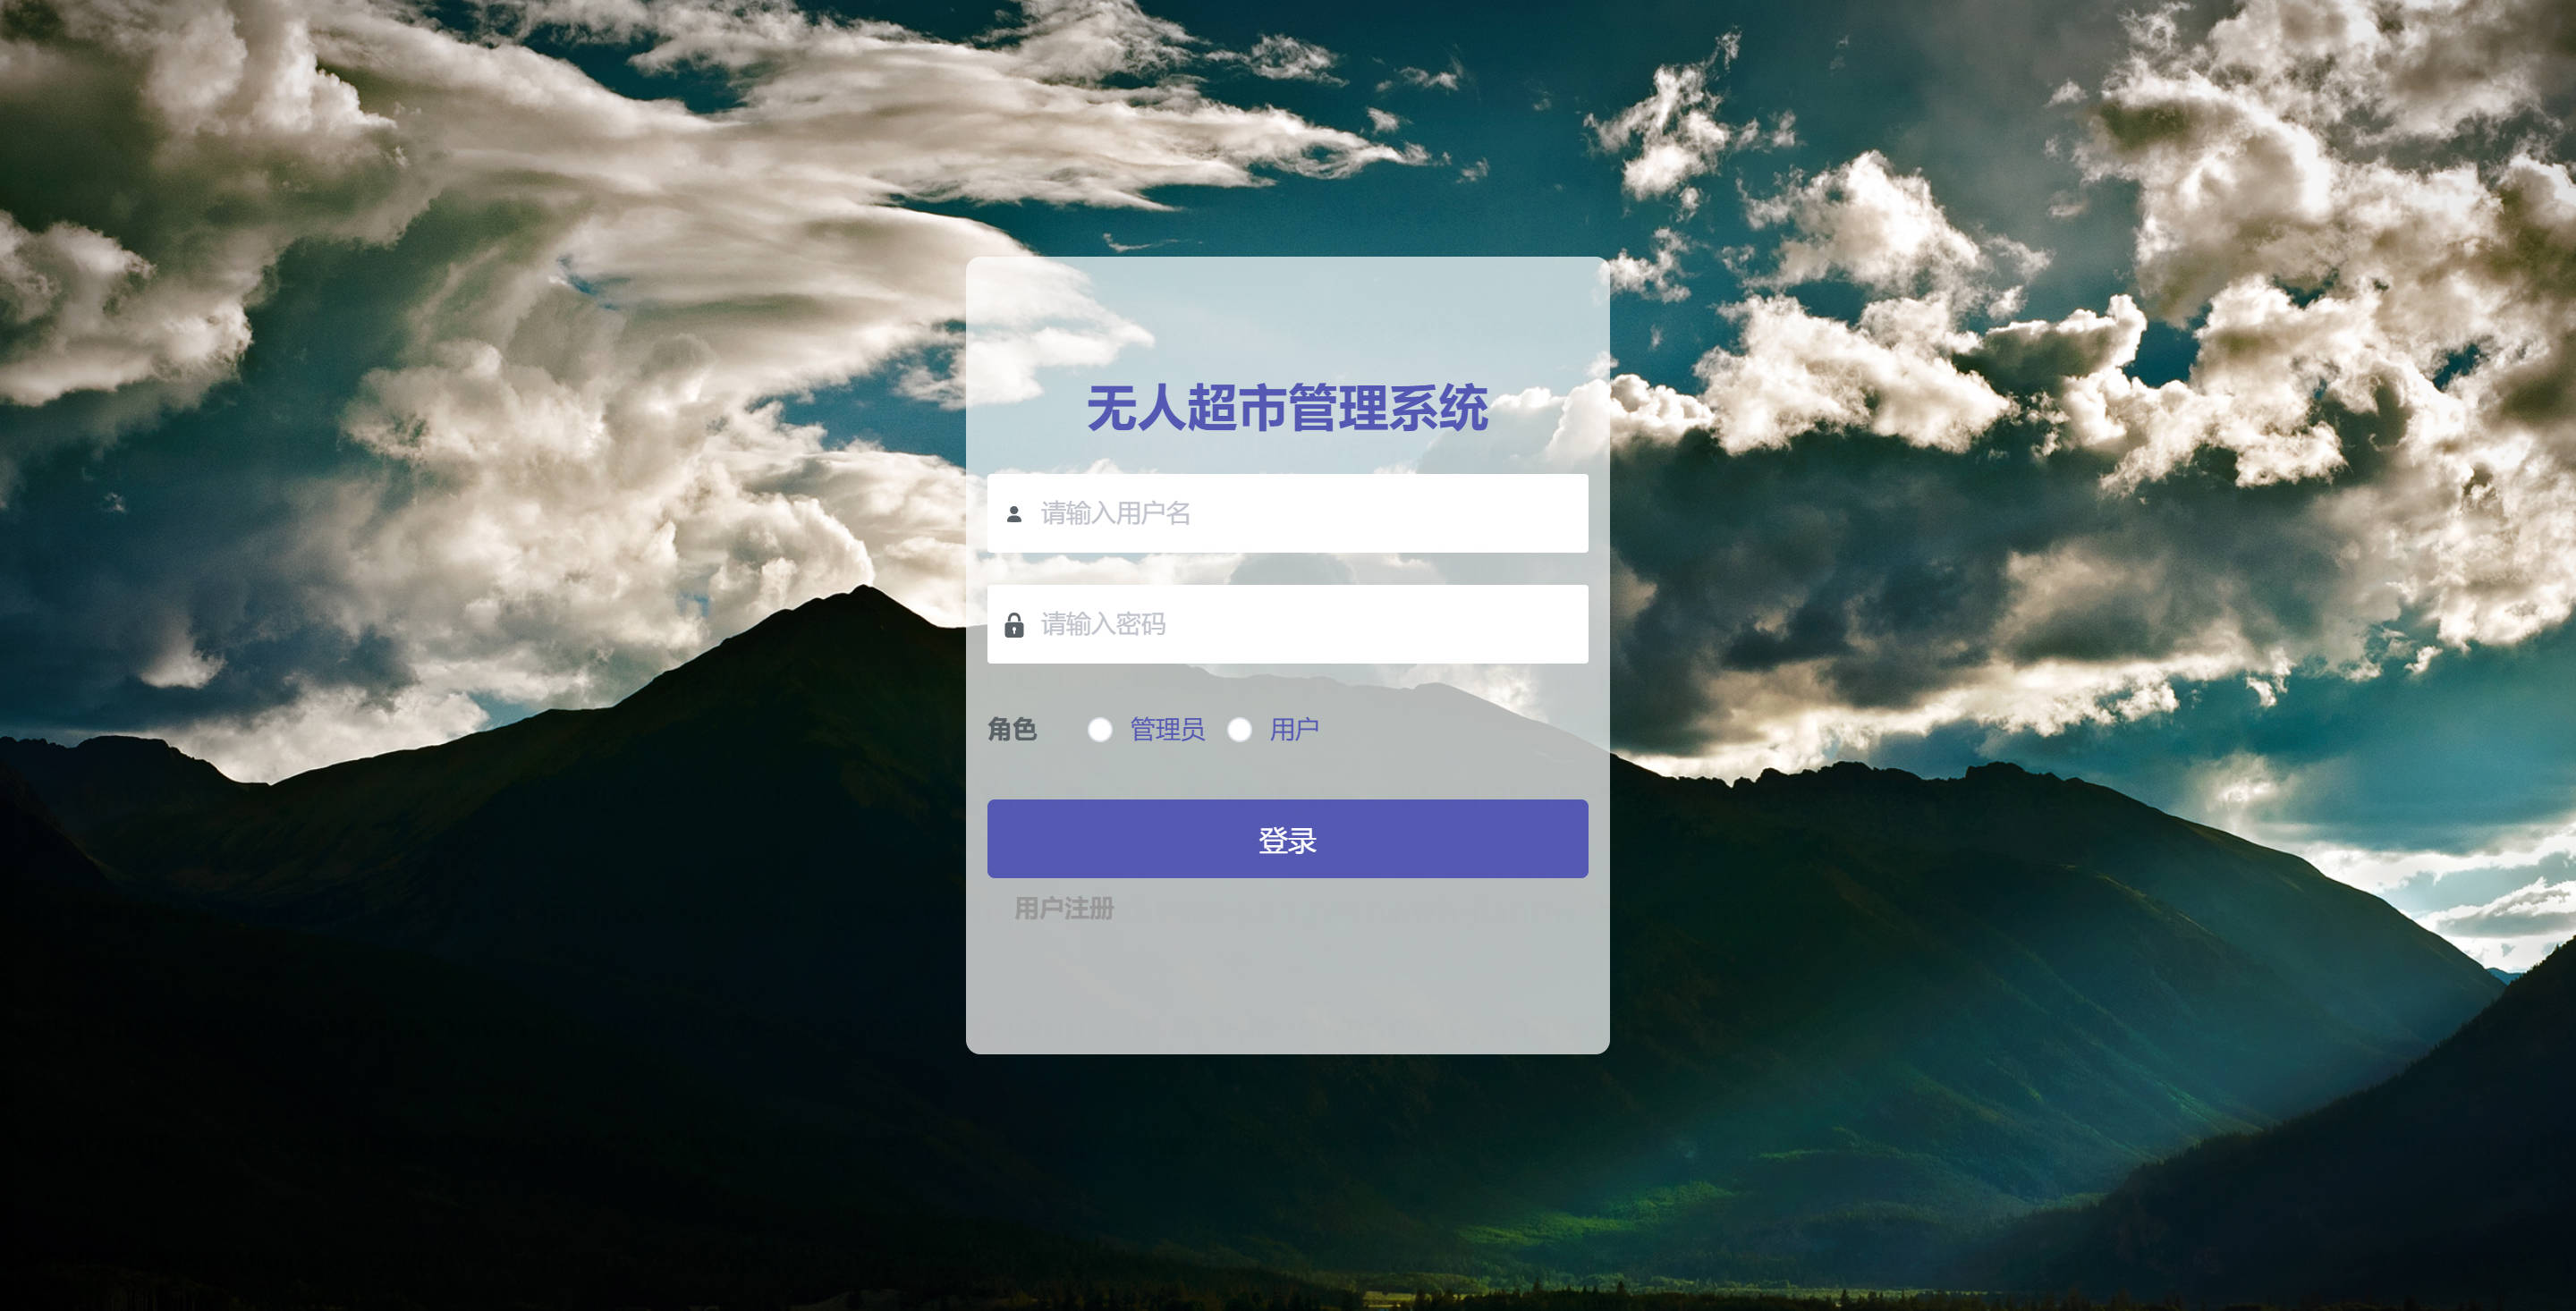 无人超市管理系统
请输入用户名
请输入密码
角色 管理员 用户
登录
用户注册